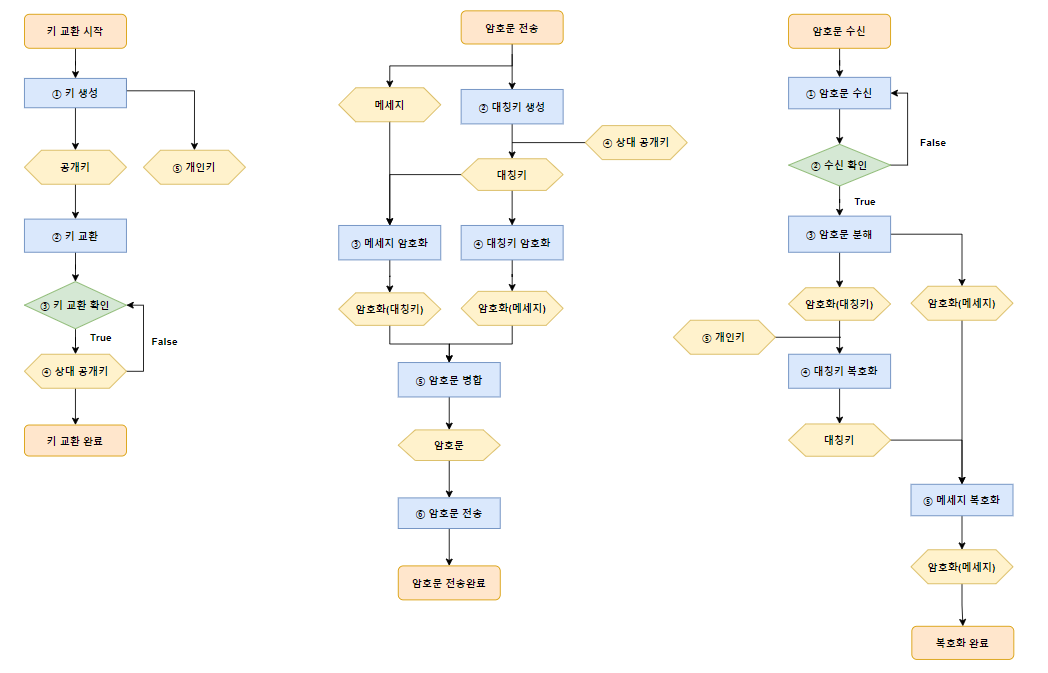 키 교환 시작
① 키 생성
공개키
⑤ 개인키
② 키 교환
③ 키 교환 확인
True
False
④ 상대 공개키
키 교환 완료
암호문 전송
메세지
② 대칭키 생성
④ 상대 공개키
대칭키
③ 메세지 암호화
④ 대칭키 암호화
암호화(대칭키)
암호화(메세지)
⑤ 암호문 병합
암호문
⑥ 암호문 전송
암호문 전송완료
암호문 수신
① 암호문 수신
False
② 수신 확인
True
③ 암호문 분해
암호화(대칭키)
암호화(메세지)
⑤ 개인키
④ 대칭키 복호화
대칭키
⑤ 메세지 복호화
암호화(메세지)
복호화 완료